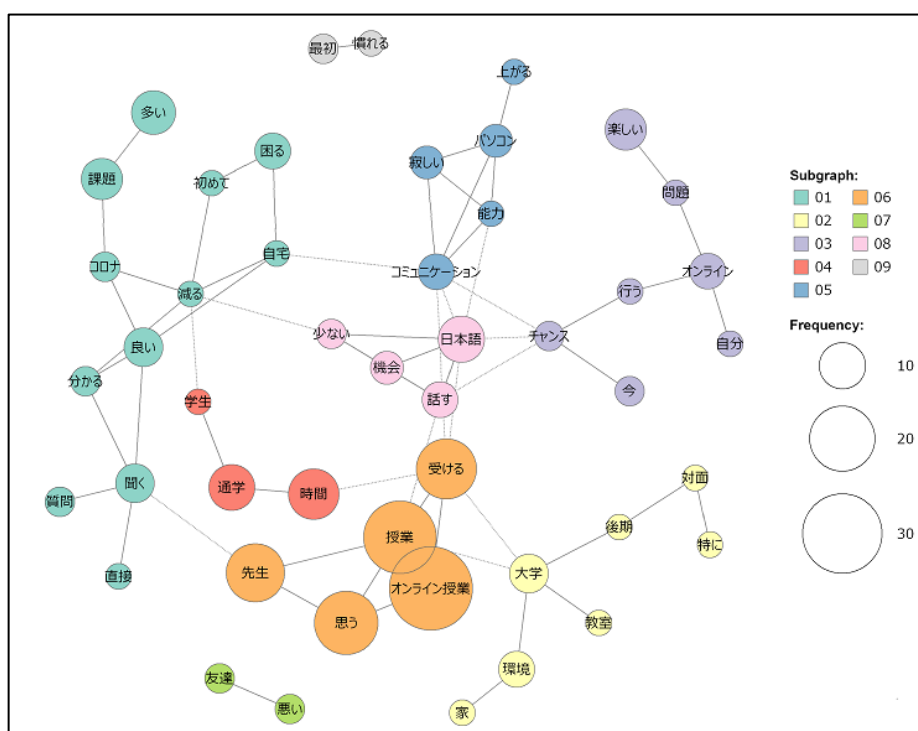 最初
慣れる
上がる
多い
楽しい
パソコン
困る
寂しい
課題
初めて
問題
能力
自宅
コロナ
コミュニケーション
オンライン
減る
行う
少ない
日本語
チャンス
自分
良い
機会
分かる
今
話す
学生
受ける
聞く
通学
時間
対面
質問
後期
特に
授業
直接
先生
大学
オンライン授業
思う
教室
環境
友達
悪い
家
Subgraph:
01 06
02 07
03 08
04 09
05
Frequency:
10
20
30